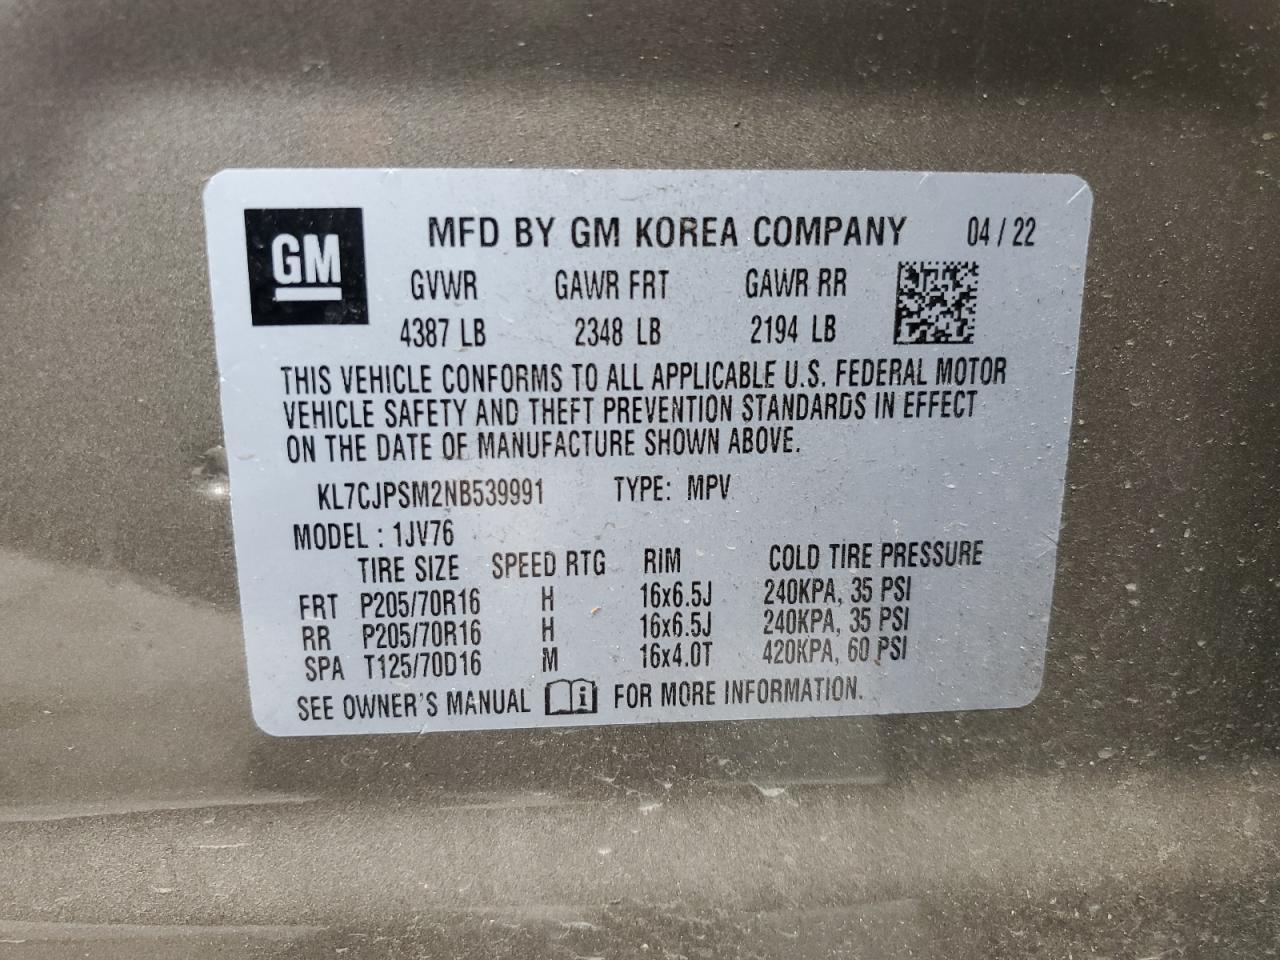 GM
MFD BY GM KOREA COMPANY 04 / 22
GVWR GAWR FRT GAWR RR
4387 LB 2348 LB 2194 LB
THIS VEHICLE CONFORMS TO ALL APPLICABLE U.S. FEDERAL MOTOR
VEHICLE SAFETY AND THEFT PREVENTION STANDARDS IN EFFECT
ON THE DATE OF MANUFACTURE SHOWN ABOVE.
KL7CJPSM2NB539991 TYPE: MPV
MODEL : 1JV76
TIRE SIZE SPEED RTG RIM COLD TIRE PRESSURE
FRT P205/70R16 H 16x6.5J 240KPA, 35 PSI
RR P205/70R16 H 16x6.5J 240KPA, 35 PSI
SPA T125/70D16 M 16x4.0T 420KPA, 60 PSI
SEE OWNER'S MANUAL i FOR MORE INFORMATION.